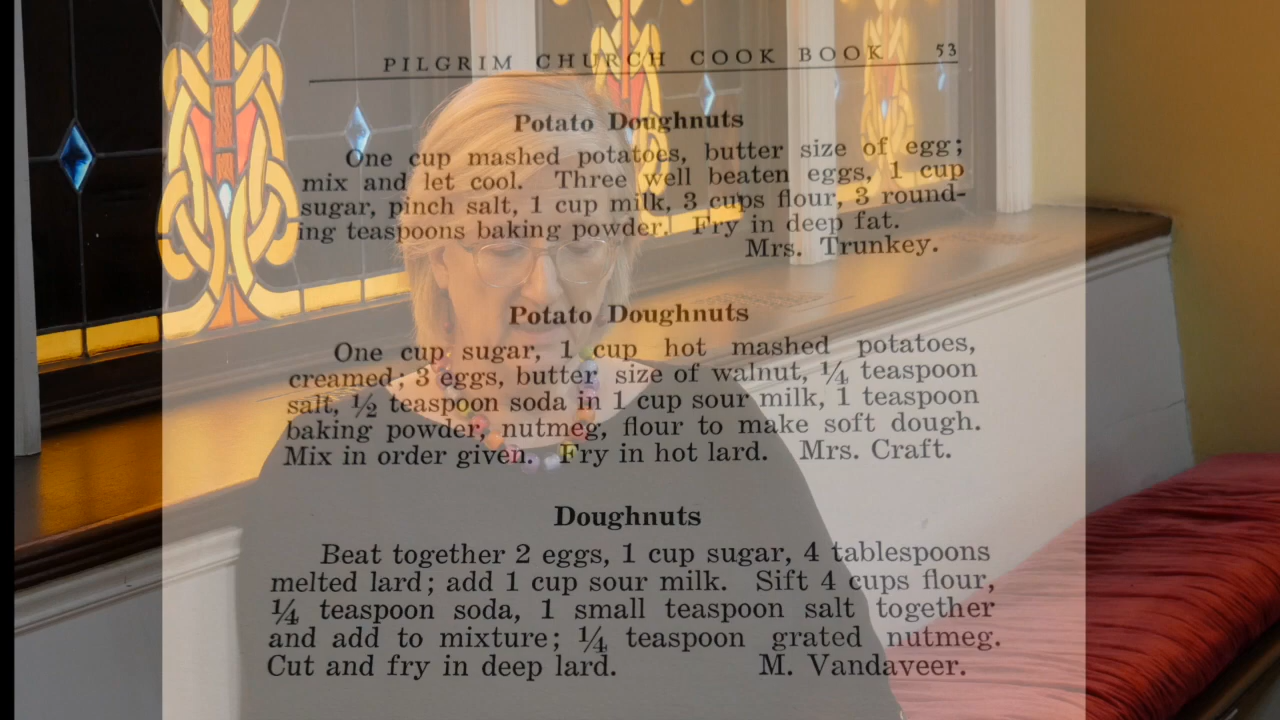 PILGRIM CHURCH COOK BOOK 53
Potato Doughnuts
One cup mashed potatoes, butter size of egg;
mix and let cool. Three well beaten eggs, 1 cup
sugar, pinch salt, 1 cup milk, 3 cups flour, 3 round-
ing teaspoons baking powder. Fry in deep fat.
Mrs. Trunkey.
Potato Doughnuts
One cup sugar, 1 cup hot mashed potatoes,
creamed; 3 eggs, butter size of walnut, ¼ teaspoon
salt, ½ teaspoon soda in 1 cup sour milk, 1 teaspoon
baking powder, nutmeg, flour to make soft dough.
Mix in order given. Fry in hot lard. Mrs. Craft.
Doughnuts
Beat together 2 eggs, 1 cup sugar, 4 tablespoons
melted lard; add 1 cup sour milk. Sift 4 cups flour,
¼ teaspoon soda, 1 small teaspoon salt together
and add to mixture; ¼ teaspoon grated nutmeg.
Cut and fry in deep lard. M. Vandaveer.